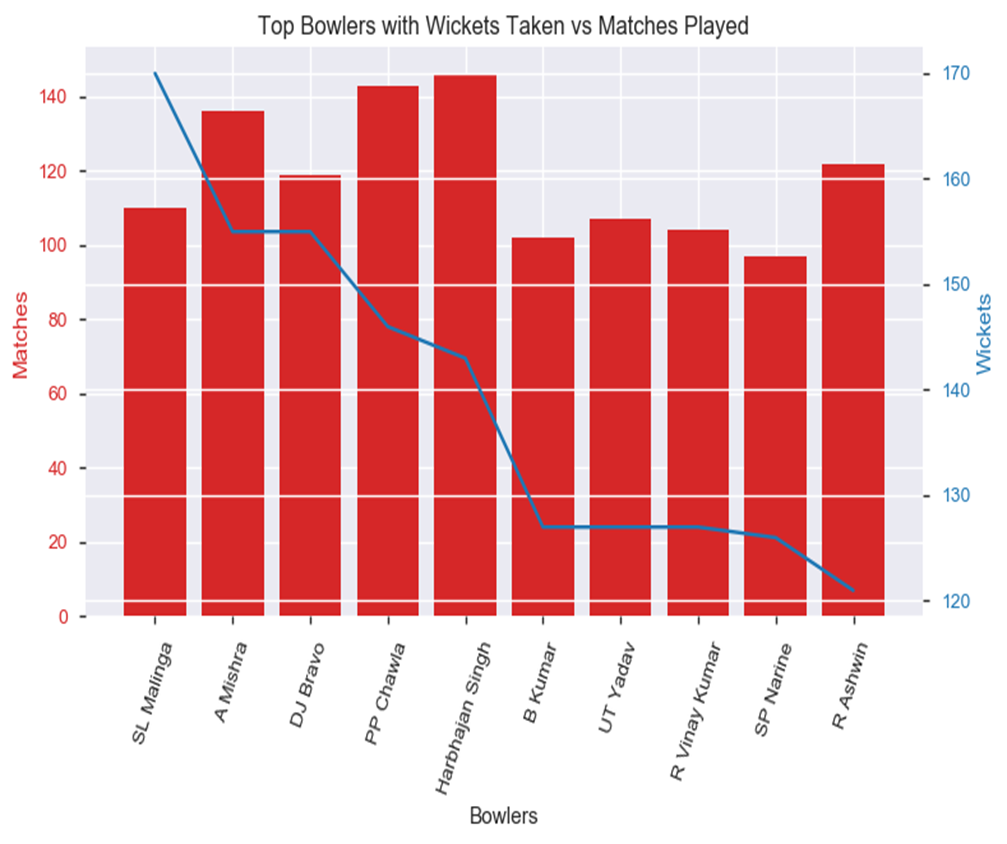 Top Bowlers with Wickets Taken vs Matches Played
140
120
100
80
60
40
20
0
Matches
170
160
150
140
130
120
Wickets
SL Malinga
A Mishra
DJ Bravo
PP Chawla
Harbhajan Singh
B Kumar
UT Yadav
R Vinay Kumar
SP Narine
R Ashwin
Bowlers